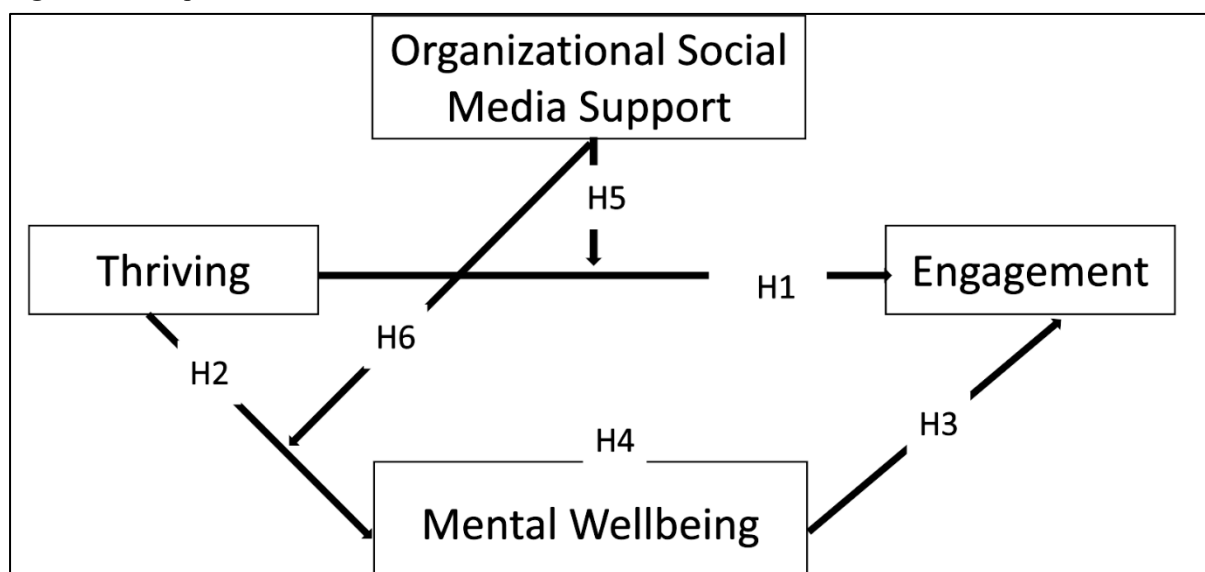 Organizational Social
Media Support
H5
Thriving
H1
Engagement
H6
H2
H3
H4
Mental Wellbeing